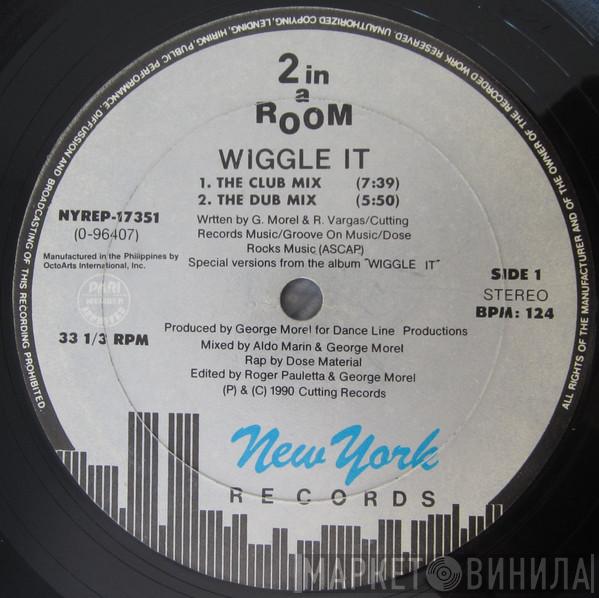 UNAUTHORIZED COPYING, LENDING, HIRING, PUBLIC PERFORMANCE, DIFFUSSION AND BROADCASTING OF THIS RECORDING PROHIBITED.
ALL RIGHTS OF THE MANUFACTURER AND OF THE OWNER OF THE RECORDED WORK RESERVED.
2 in
a
ROOM
WIGGLE IT
1. THE CLUB MIX (7:39)
2. THE DUB MIX (5:50)
NYREP-17351
(0-96407)
Wrtten by G. Morel & R. Vargas/Cutting
Records Music/Groove On Music/Dose
Rocks Music (ASCAP)
Manufactured in the Philippines by
OctoArts International, Inc.
Special versions from the album "WIGGLE IT"
SIDE 1
STEREO
BPM: 124
PARI
33 1/3 RPM
Produced by George Morel for Dance Line Productions
Mixed by Aldo Marin & George Morel
Rap by Dose Material
Edited by Roger Pauletta & George Morel
(P) & (C) 1990 Cutting Records
New York
RECORDS
МАРКЕТ ВИНИЛА